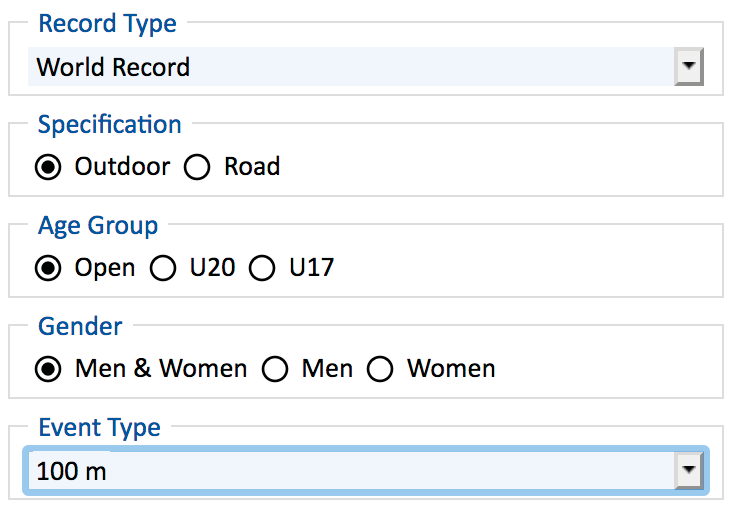 Record Type
World Record
Specification
Outdoor Road
Age Group
Open U20 U17
Gender
Men & Women Men Women
Event Type
100 m